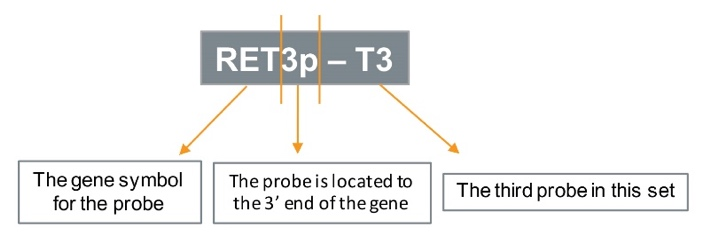 RET3p – T3
The gene symbol
for the probe
The probe is located to
the 3’ end of the gene
The third probe in this set